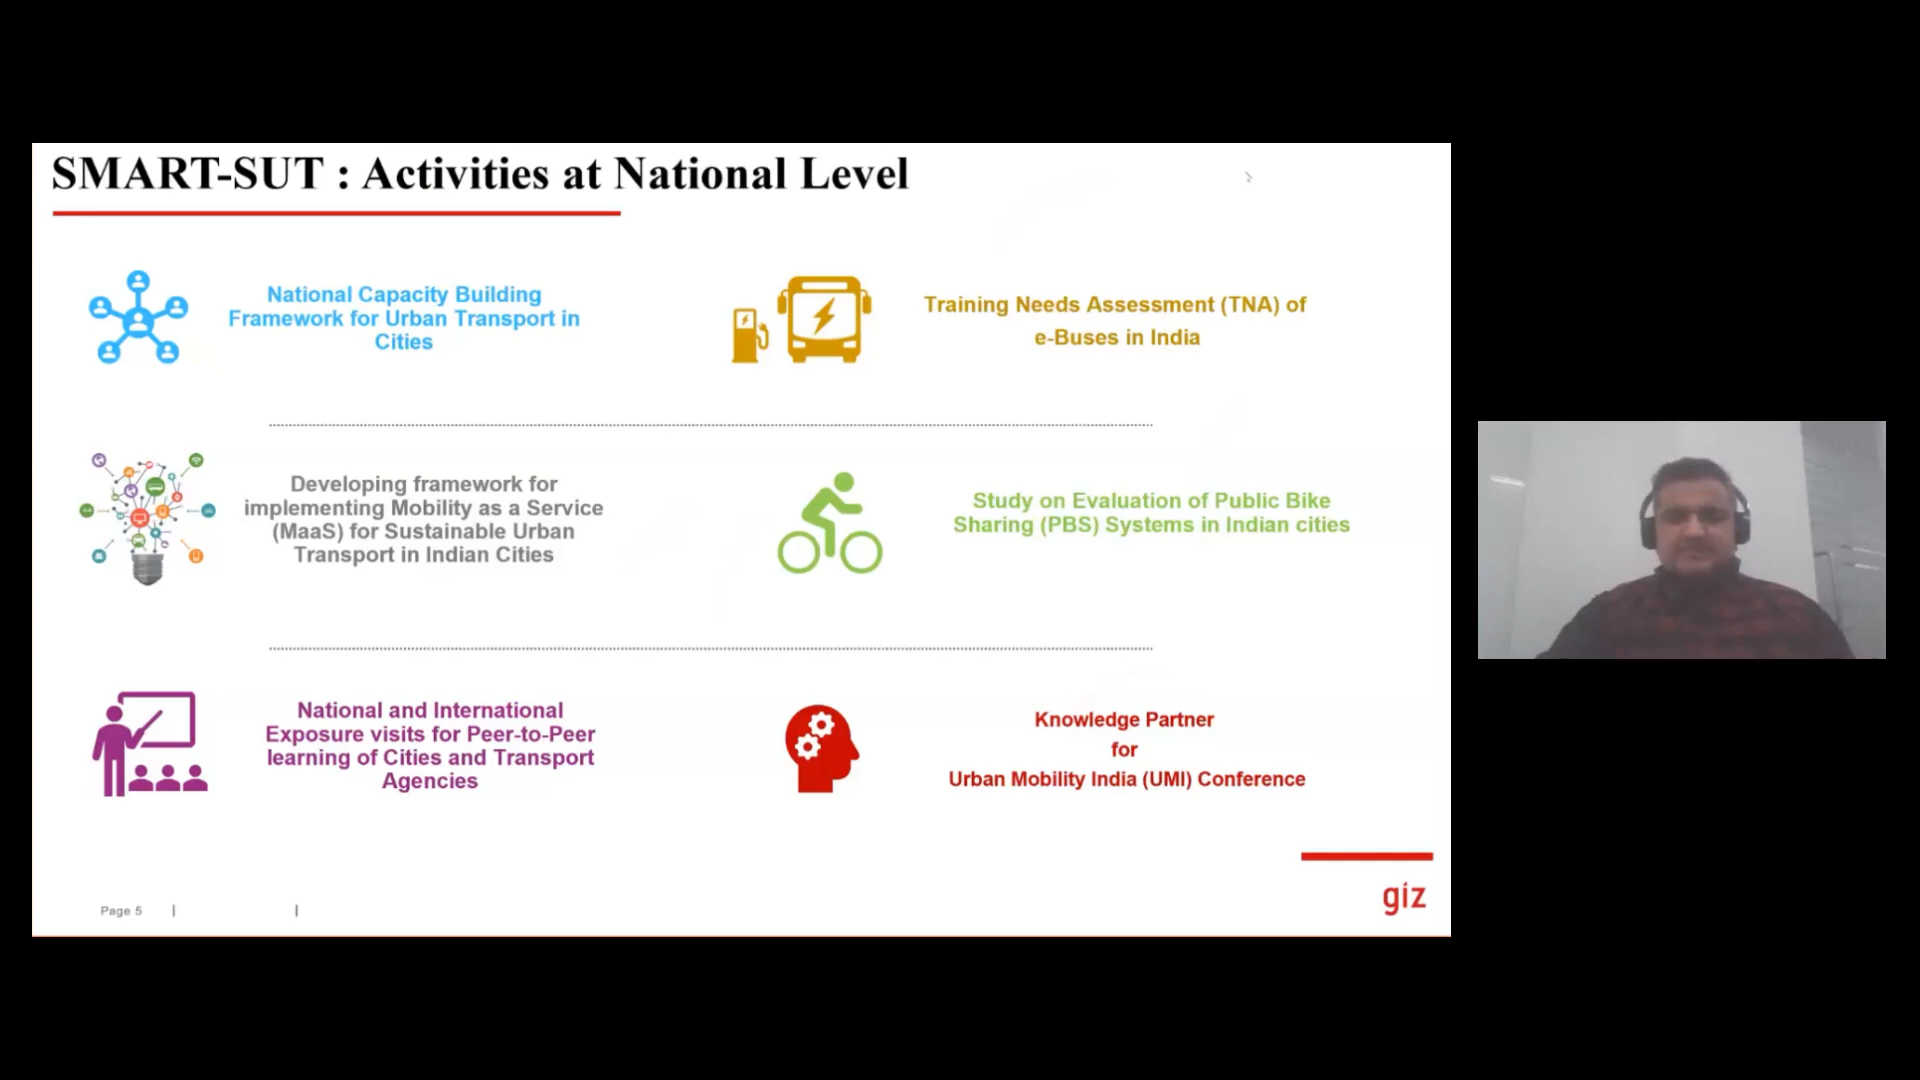 SMART-SUT : Activities at National Level
National Capacity Building
Framework for Urban Transport in
Cities
Training Needs Assessment (TNA) of
e-Buses in India
Developing framework for
implementing Mobility as a Service
(MaaS) for Sustainable Urban
Transport in Indian Cities
Study on Evaluation of Public Bike
Sharing (PBS) Systems in Indian cities
National and International
Exposure visits for Peer-to-Peer
learning of Cities and Transport
Agencies
Knowledge Partner
for
Urban Mobility India (UMI) Conference
Page 5 | |
giz